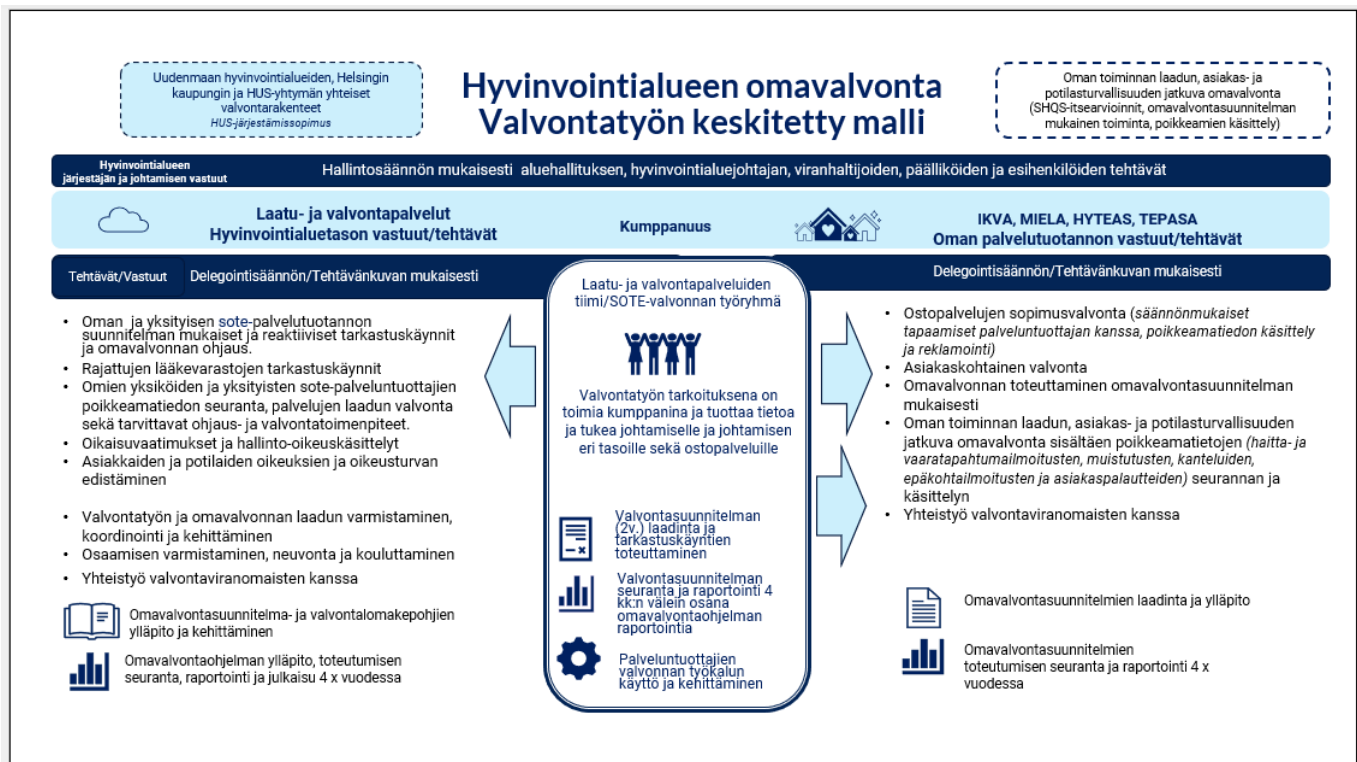 Uudenmaan hyvinvointialueiden, Helsingin
kaupungin ja HUS-yhtymän yhteiset
valvontarakenteet
HUS-järjestämissopimus
Hyvinvointialueen omavalvonta
Valvontatyön keskitetty malli
Oman toiminnan laadun, asiakas- ja
potilasturvallisuuden jatkuva omavalvonta
(SHQS-itsearvioinnit, omavalvontasuunnitelman
mukainen toiminta, poikkeamien käsittely)
Hyvinvointialueen
järjestäjän ja johtamisen vastuut
Hallintosäännön mukaisesti aluehallituksen, hyvinvointialuejohtajan, viranhaltijoiden, päälliköiden ja esihenkilöiden tehtävät
Laatu- ja valvontapalvelut
Hyvinvointialuetason vastuut/tehtävät
Kumppanuus
IKVA, MIELA, HYTEAS, TEPASA
Oman palvelutuotannon vastuut/tehtävät
Tehtävät/Vastuut
Delegointisäännön/Tehtävänkuvan mukaisesti
Delegointisäännön/Tehtävänkuvan mukaisesti
• Oman ja yksityisen sote-palvelutuotannon
suunnitelman mukaiset ja reaktiiviset tarkastuskäynnit
ja omavalvonnan ohjaus.
• Rajattujen lääkevarastojen tarkastuskäynnit
• Omien yksiköiden ja yksityisten sote-palveluntuottajien
poikkeamatiedon seuranta, palvelujen laadun valvonta
sekä tarvittavat ohjaus- ja valvontatoimenpiteet.
• Oikaisuvaatimukset ja hallinto-oikeuskäsittelyt
• Asiakkaiden ja potilaiden oikeuksien ja oikeusturvan
edistäminen
• Valvontatyön ja omavalvonnan laadun varmistaminen,
koordinointi ja kehittäminen
• Osaamisen varmistaminen, neuvonta ja kouluttaminen
• Yhteistyö valvontaviranomaisten kanssa
Omavalvontasuunnitelma- ja valvontalomakepohjien
ylläpito ja kehittäminen
Omavalvontaohjelman ylläpito, toteutumisen
seuranta, raportointi ja julkaisu 4 x vuodessa
Laatu- ja valvontapalveluiden
tiimi/SOTE-valvonnan työryhmä
Valvontatyön tarkoituksena on
toimia kumppanina ja tuottaa tietoa
ja tukea johtamiselle ja johtamisen
eri tasoille sekä ostopalveluille
Valvontasuunnitelman
(2v.) laadinta ja
tarkastuskäyntien
toteuttaminen
Valvontasuunnitelman
seuranta ja raportointi 4
kk:n välein osana
omavalvontaohjelman
raportointia
Palveluntuottajien
valvonnan työkalun
käyttö ja kehittäminen
• Ostopalvelujen sopimusvalvonta (säännönmukaiset
tapaamiset palveluntuottajan kanssa, poikkeamatiedon käsittely
ja reklamointi)
• Asiakaskohtainen valvonta
• Omavalvonnan toteuttaminen omavalvontasuunnitelman
mukaisesti
• Oman toiminnan laadun, asiakas- ja potilasturvallisuuden
jatkuva omavalvonta sisältäen poikkeamatietojen (haitta- ja
vaaratapahtumailmoitusten, muistutusten, kanteluiden,
epäkohtailmoitusten ja asiakaspalautteiden) seurannan ja
käsittelyn
• Yhteistyö valvontaviranomaisten kanssa
Omavalvontasuunnitelmien laadinta ja ylläpito
Omavalvontasuunnitelmien
toteutumisen seuranta ja raportointi 4 x
vuodessa